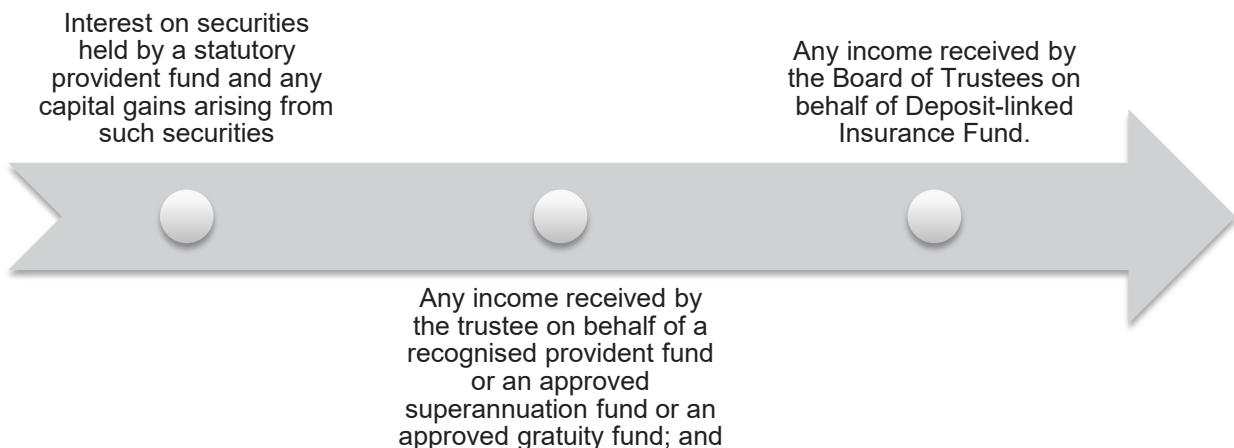 Interest on securities
held by a statutory
provident fund and any
capital gains arising from
such securities
Any income received by
the trustee on behalf of a
recognised provident fund
or an approved
superannuation fund or an
approved gratuity fund; and
Any income received by
the Board of Trustees on
behalf of Deposit-linked
Insurance Fund.